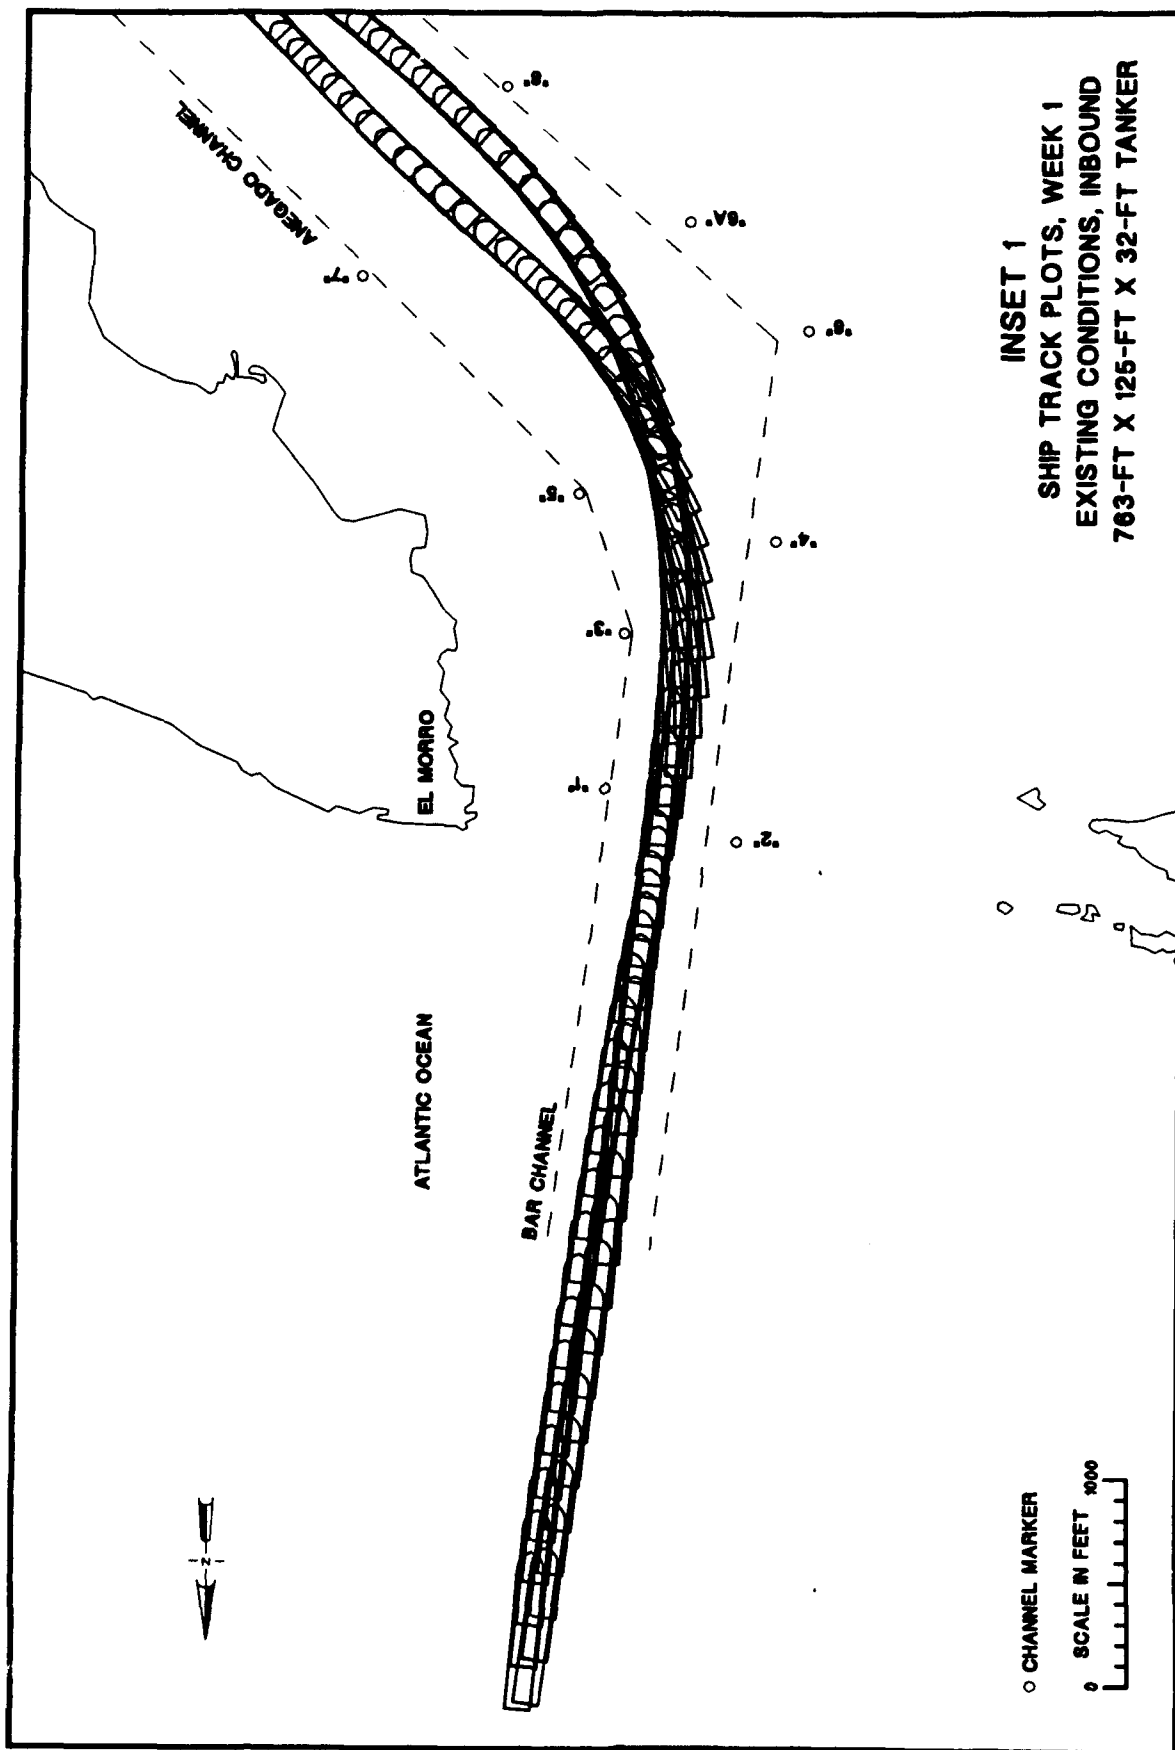 "8"
ANEGADO CHANNEL
"7"
"6A"
"6"
"5"
"4"
"3"
"1"
"2"
EL MORRO
ATLANTIC OCEAN
BAR CHANNEL
N
INSET 1
SHIP TRACK PLOTS, WEEK 1
EXISTING CONDITIONS, INBOUND
763-FT X 125-FT X 32-FT TANKER
CHANNEL MARKER
SCALE IN FEET
0 1000